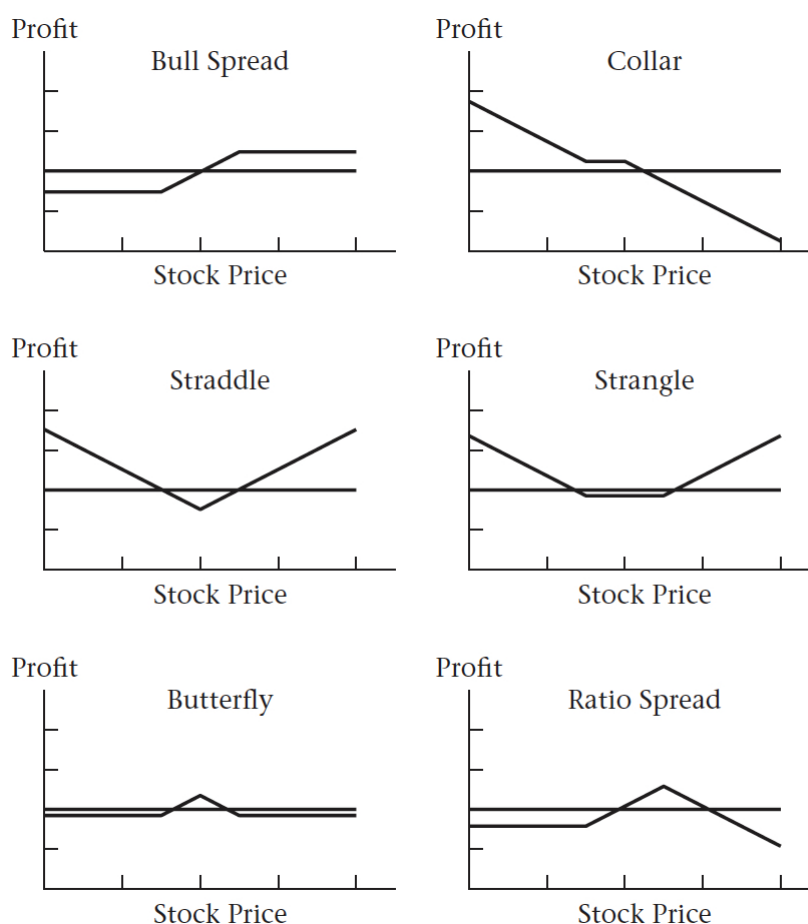 Profit
Bull Spread
Stock Price
Profit
Collar
Stock Price
Profit
Straddle
Stock Price
Profit
Strangle
Stock Price
Profit
Butterfly
Stock Price
Profit
Ratio Spread
Stock Price